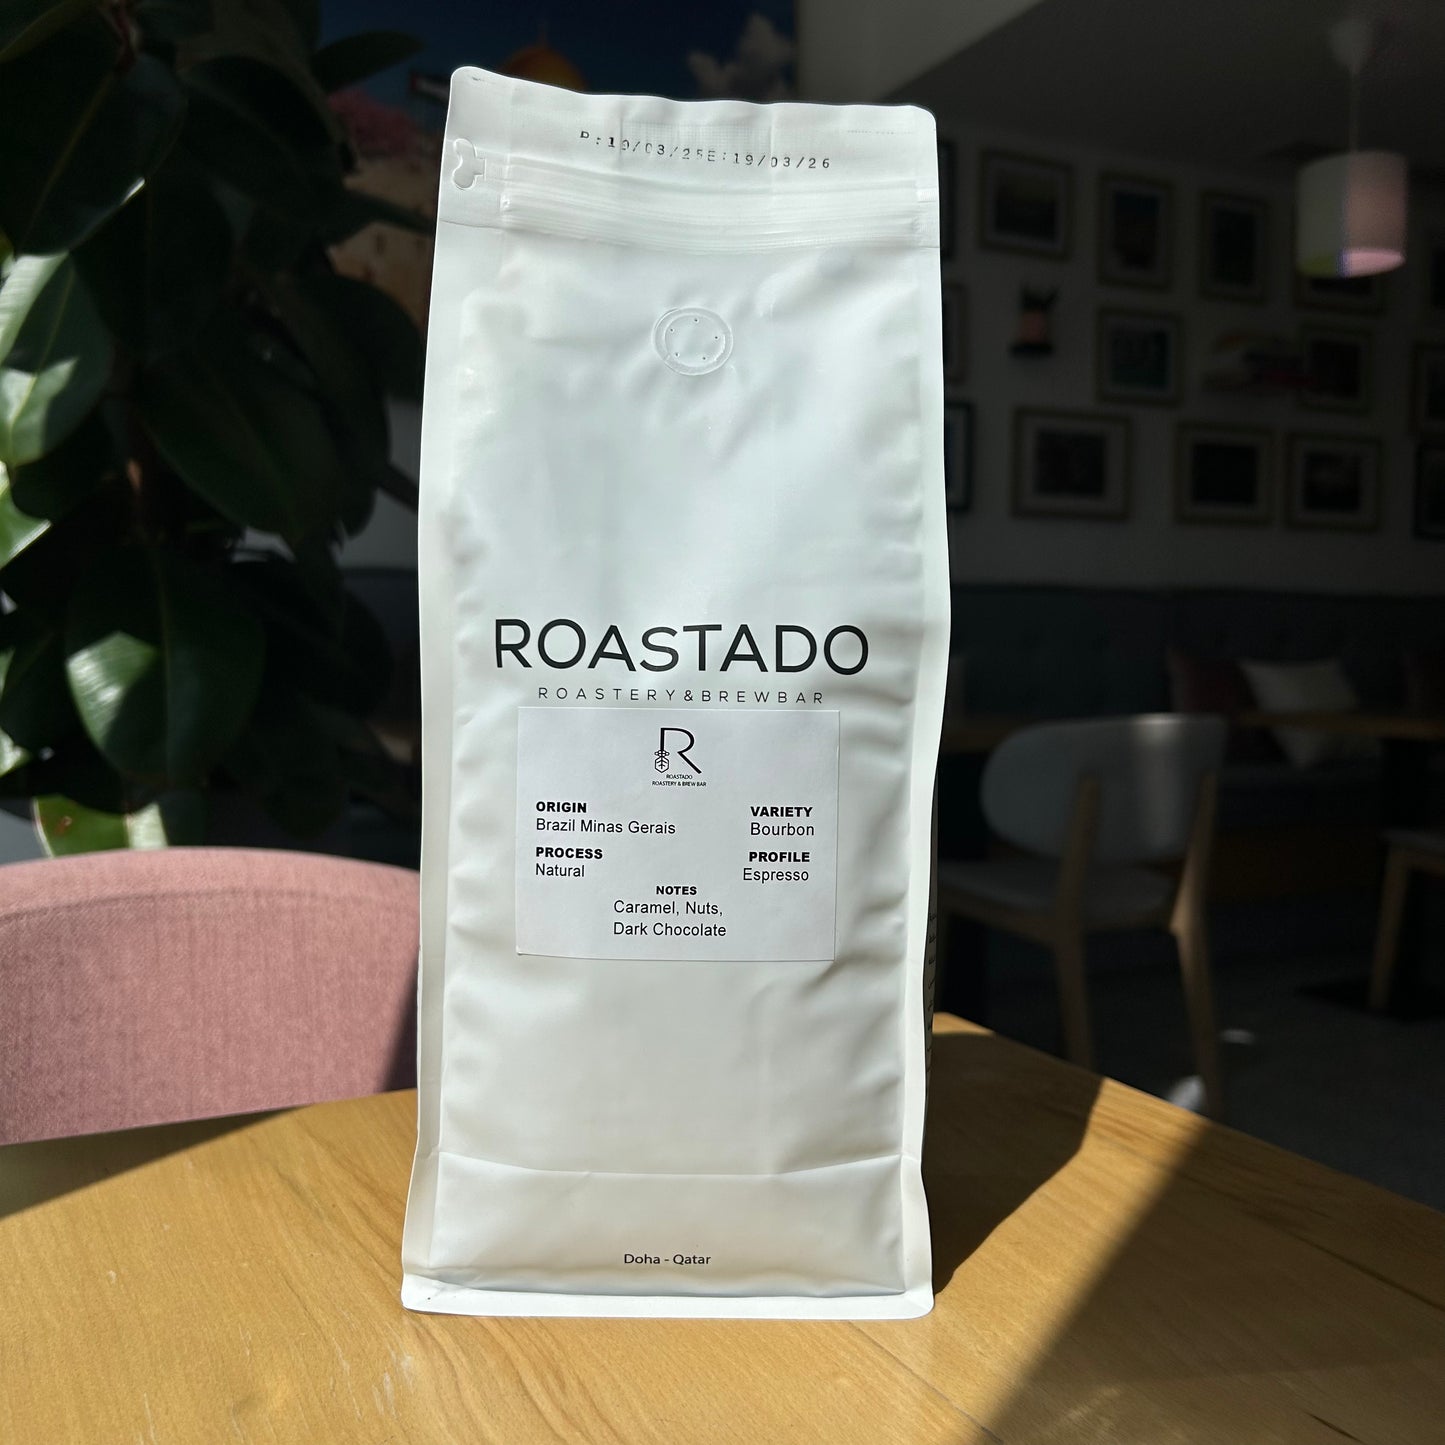 P:19/03/25E:19/03/26
ROASTADO
ROASTERY&BREWBAR
R
ROASTADO
ROASTERY & BREW BAR
ORIGIN
Brazil Minas Gerais
VARIETY
Bourbon
PROCESS
Natural
PROFILE
Espresso
NOTES
Caramel, Nuts,
Dark Chocolate
Doha - Qatar